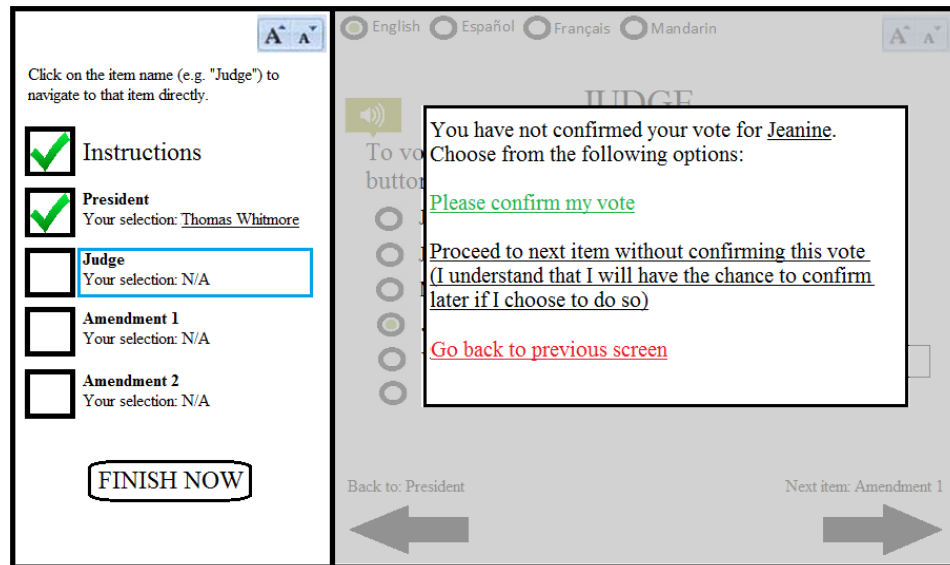 A A
Click on the item name (e.g. "Judge") to
navigate to that item directly.
Instructions
President
Your selection: Thomas Whitmore
Judge
Your selection: N/A
Amendment 1
Your selection: N/A
Amendment 2
Your selection: N/A
FINISH NOW
English Español Français Mandarin
A A
JUDGE
To
button
You have not confirmed your vote for Jeanine.
Choose from the following options:
Please confirm my vote
Proceed to next item without confirming this vote
(I understand that I will have the chance to confirm
later if I choose to do so)
Go back to previous screen
Back to: President
Next item: Amendment 1